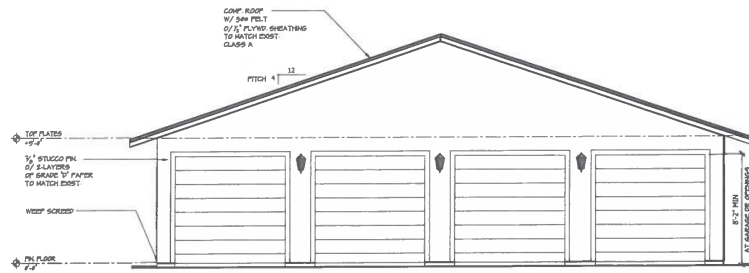 COMP. ROOF
W/ 30# FELT
O/ ½" PLYWD. SHEATHING
TO MATCH EXIST.
CLASS A
12
PITCH 4
TOP PLATES
⅞" STUCCO FIN.
O/ 2-LAYERS
OF GRADE "D" PAPER
TO MATCH EXIST.
WEEP SCREED
FIN. FLOOR
0'-0"
8'-2" MIN
AT GARAGE DR OPENINGS